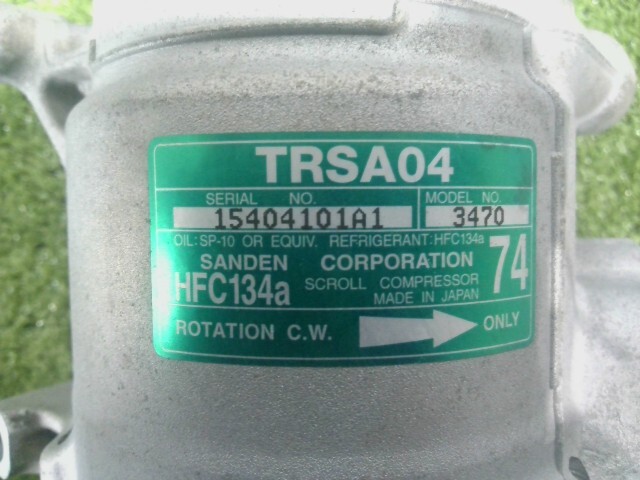 TRSA04
SERIAL NO. MODEL NO.
15404101A1 3470
OIL:SP-10 OR EQUIV. REFRIGERANT:HFC134a
SANDEN CORPORATION 74
HFC134a SCROLL COMPRESSOR
MADE IN JAPAN
ROTATION C.W. ONLY